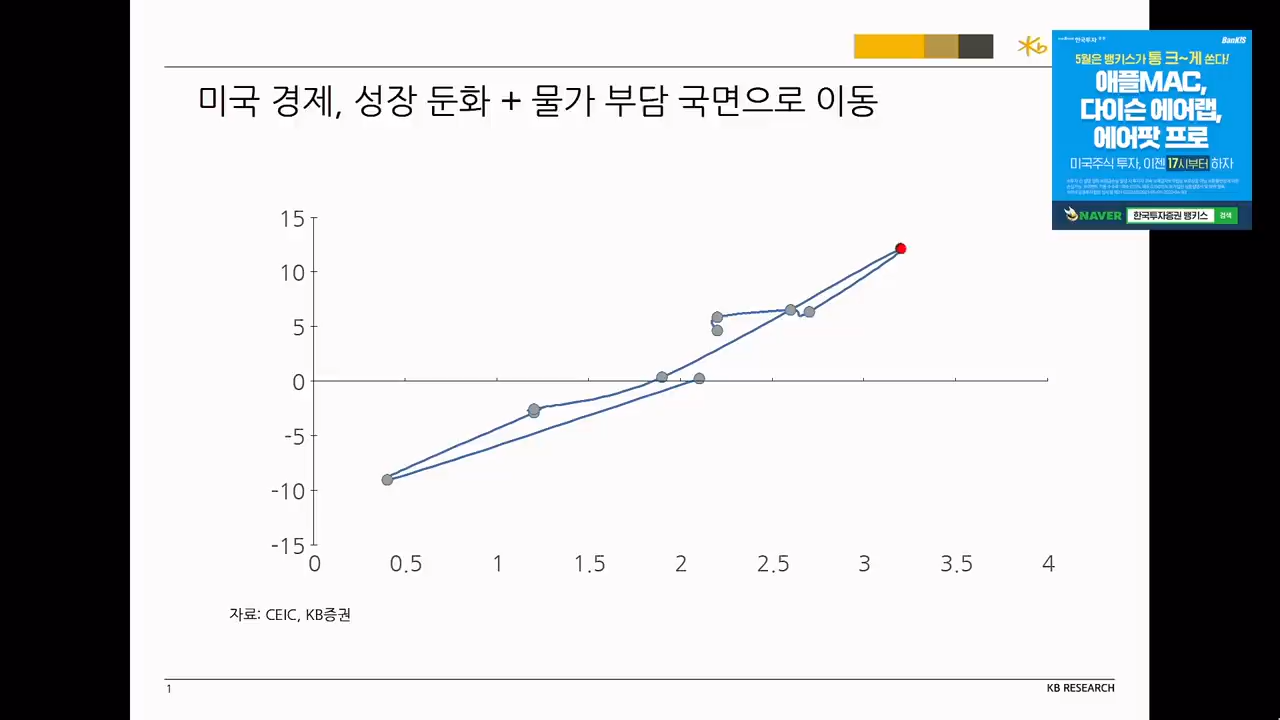 Kb
미국 경제, 성장 둔화 + 물가 부담 국면으로 이동
15
10
5
0
-5
-10
-15
0 0.5 1 1.5 2 2.5 3 3.5 4
자료: CEIC, KB증권
1
KB RESEARCH
한국투자증권
BanKIS
5월은 뱅키스가 통 크~게 쏜다!
애플MAC,
다이슨 에어랩,
에어팟 프로
미국주식 투자, 이젠 17시부터 하자
NAVER 한국투자증권 뱅키스 검색